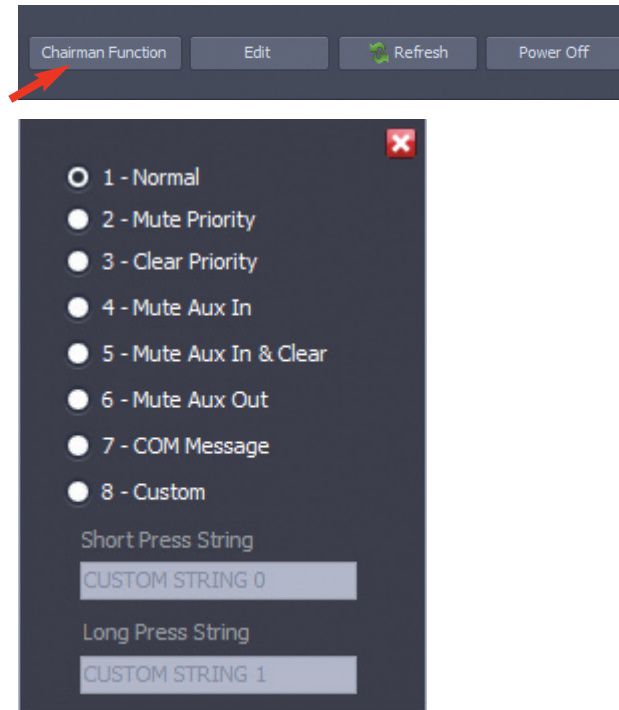 Chairman Function Edit Refresh Power Off
1 - Normal
2 - Mute Priority
3 - Clear Priority
4 - Mute Aux In
5 - Mute Aux In & Clear
6 - Mute Aux Out
7 - COM Message
8 - Custom
Short Press String
CUSTOM STRING 0
Long Press String
CUSTOM STRING 1